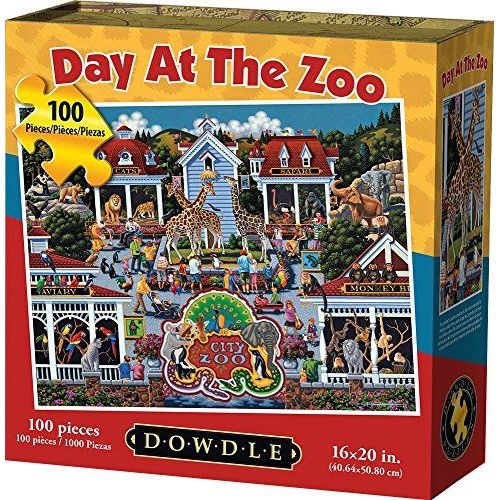 Day At The Zoo
Day At The Zoo
100
Pieces/Pièces/Piezas
CATS
SAFARI
AVIARY
MONKEY B
CITY
ZOO
100 pieces
100 pièces / 1000 Piezas
DOWDLE
16×20 in.
(40.64×50.80 cm)